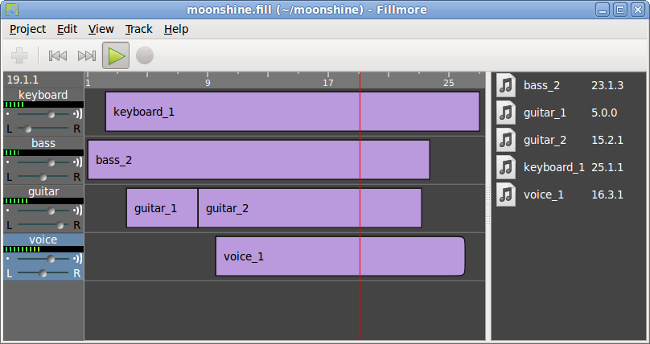 moonshine.fill (~/moonshine) - Fillmore
Project Edit View Track Help
19.1.1
1 9 17 25
keyboard
L R
keyboard_1
bass
L R
bass_2
guitar
L R
guitar_1 guitar_2
voice
L R
voice_1
bass_2 23.1.3
guitar_1 5.0.0
guitar_2 15.2.1
keyboard_1 25.1.1
voice_1 16.3.1